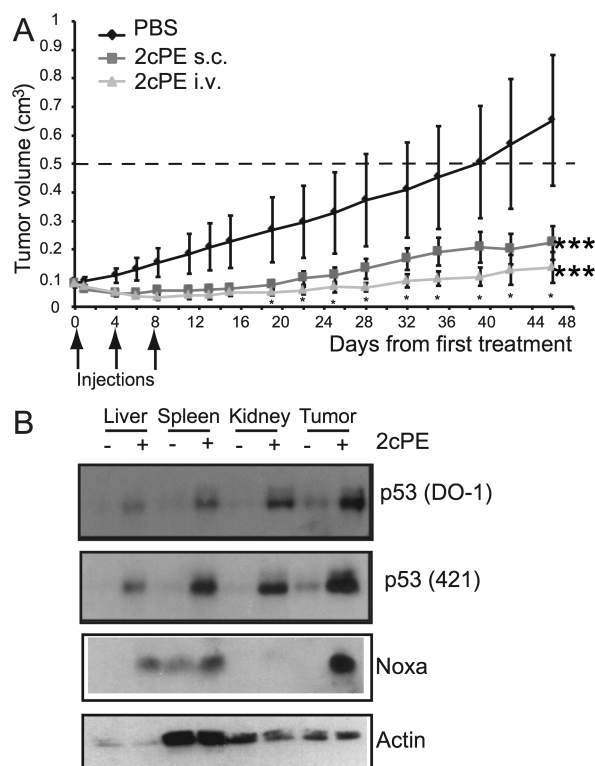 A
PBS
2cPE s.c.
2cPE i.v.
Tumor volume (cm³)
1
0.9
0.8
0.7
0.6
0.5
0.4
0.3
0.2
0.1
0
***
***
* * * * * * * * *
0 4 8 12 16 20 24 28 32 36 40 44 48
Days from first treatment
Injections
B
Liver Spleen Kidney Tumor
- + - + - + - + 2cPE
p53 (DO-1)
p53 (421)
Noxa
Actin